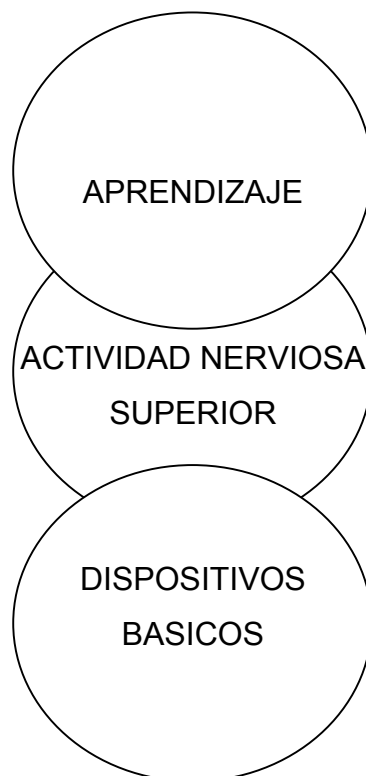 APRENDIZAJE
ACTIVIDAD NERVIOSA
SUPERIOR
DISPOSITIVOS
BASICOS